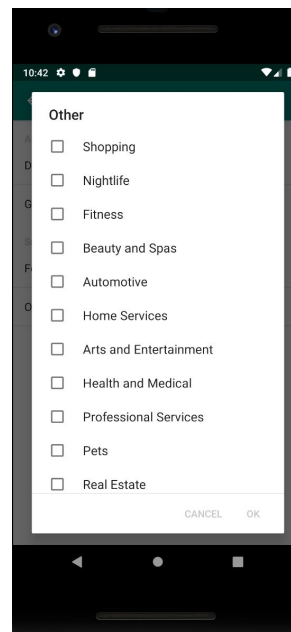 10:42
Other
Shopping
Nightlife
Fitness
Beauty and Spas
Automotive
Home Services
Arts and Entertainment
Health and Medical
Professional Services
Pets
Real Estate
CANCEL OK